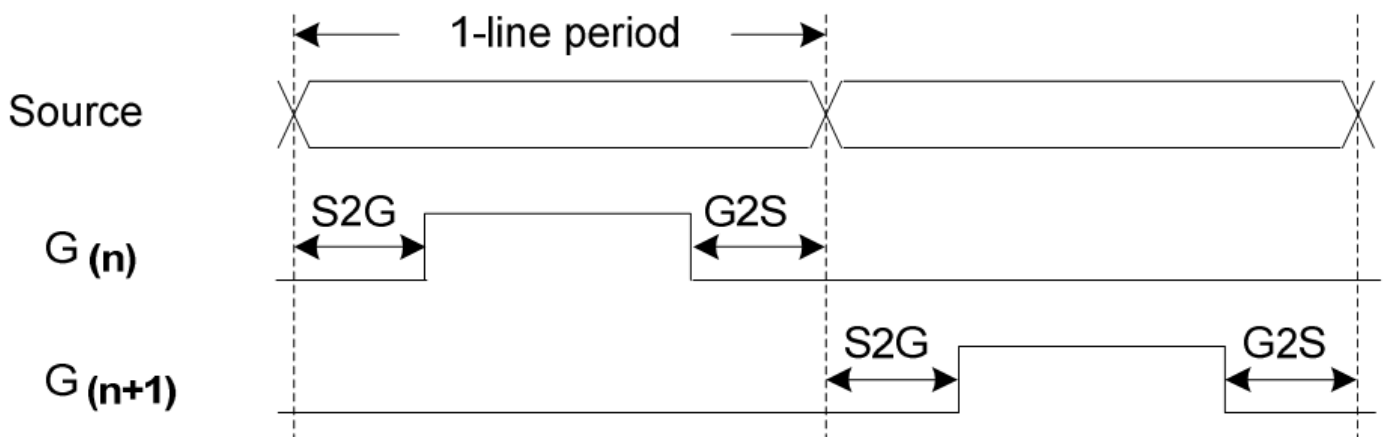 1-line period
Source
S2G G2S
G (n)
S2G G2S
G (n+1)